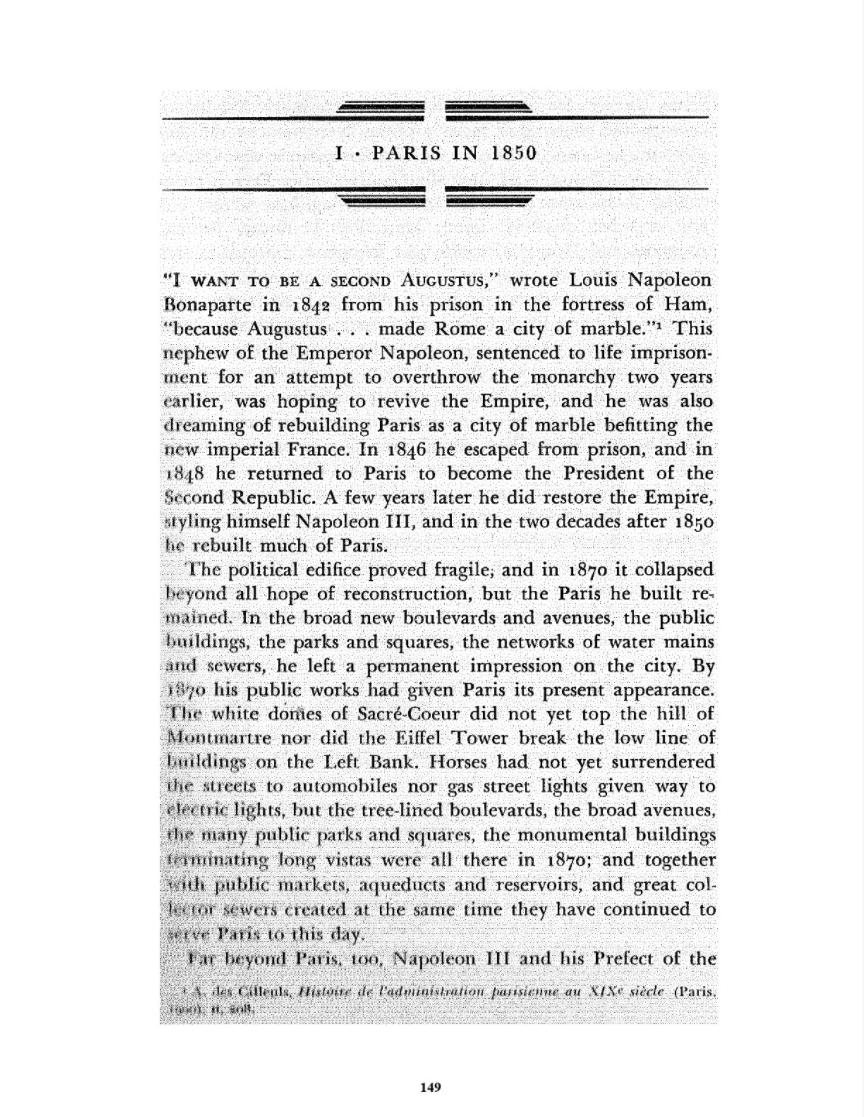 I · PARIS IN 1850
"I WANT TO BE A SECOND AUGUSTUS," wrote Louis Napoleon
Bonaparte in 1842 from his prison in the fortress of Ham,
"because Augustus . . . made Rome a city of marble."¹ This
nephew of the Emperor Napoleon, sentenced to life imprison-
ment for an attempt to overthrow the monarchy two years
earlier, was hoping to revive the Empire, and he was also
dreaming of rebuilding Paris as a city of marble befitting the
new imperial France. In 1846 he escaped from prison, and in
1848 he returned to Paris to become the President of the
Second Republic. A few years later he did restore the Empire,
styling himself Napoleon III, and in the two decades after 1850
he rebuilt much of Paris.
The political edifice proved fragile, and in 1870 it collapsed
beyond all hope of reconstruction, but the Paris he built re-
mained. In the broad new boulevards and avenues, the public
buildings, the parks and squares, the networks of water mains
and sewers, he left a permanent impression on the city. By
1870 his public works had given Paris its present appearance.
The white domes of Sacré-Coeur did not yet top the hill of
Montmartre nor did the Eiffel Tower break the low line of
buildings on the Left Bank. Horses had not yet surrendered
the streets to automobiles nor gas street lights given way to
electric lights, but the tree-lined boulevards, the broad avenues,
the many public parks and squares, the monumental buildings
terminating long vistas were all there in 1870; and together
with public markets, aqueducts and reservoirs, and great col-
lector sewers created at the same time they have continued to
serve Paris to this day.
Far beyond Paris, too, Napoleon III and his Prefect of the
¹ A. des Cilleuls, Histoire de l'administration parisienne au XIXᵉ siècle (Paris,
II,
149